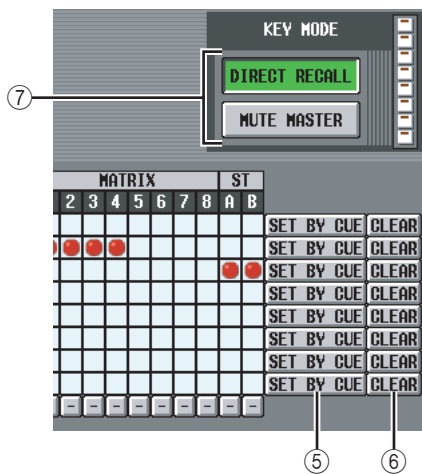 KEY MODE
DIRECT RECALL
⑦
MUTE MASTER
MATRIX ST
2 3 4 5 6 7 8 A B
SET BY CUE CLEAR
SET BY CUE CLEAR
SET BY CUE CLEAR
SET BY CUE CLEAR
SET BY CUE CLEAR
SET BY CUE CLEAR
SET BY CUE CLEAR
SET BY CUE CLEAR
- - - - - - - - - -
⑤ ⑥